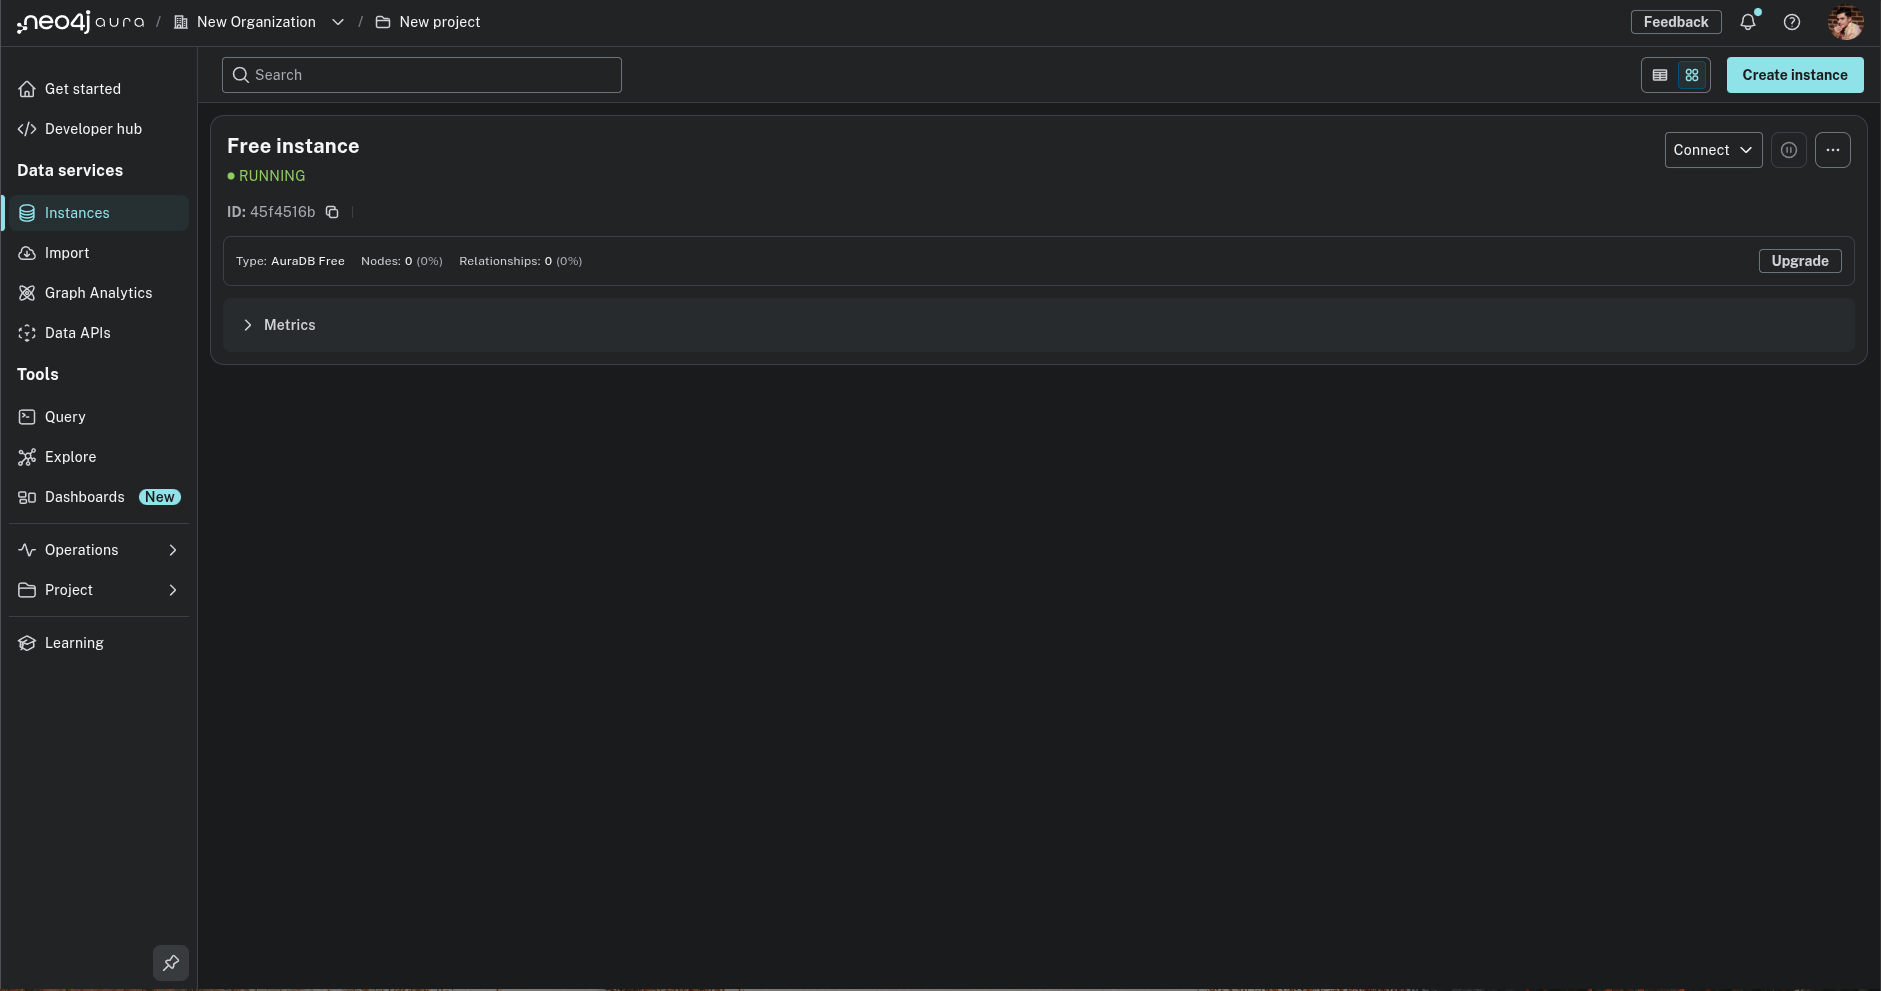 neo4j aura / New Organization / New project
Feedback
Get started
Developer hub
Data services
Instances
Import
Graph Analytics
Data APIs
Tools
Query
Explore
Dashboards New
Operations
Project
Learning
Search
Create instance
Free instance
RUNNING
Connect
ID: 45f4516b
Type: AuraDB Free Nodes: 0 (0%) Relationships: 0 (0%)
Upgrade
Metrics